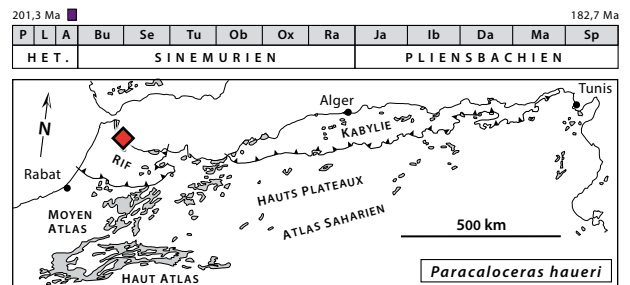 201,3 Ma 182,7 Ma
P L A Bu Se Tu Ob Ox Ra Ja Ib Da Ma Sp
HET. SINEMURIEN PLIENSBACHIEN
Tunis
Alger
N
KABYLIE
RIF
Rabat
HAUTS PLATEAUX
MOYEN
ATLAS
ATLAS SAHARIEN
500 km
HAUT ATLAS
Paracaloceras haueri